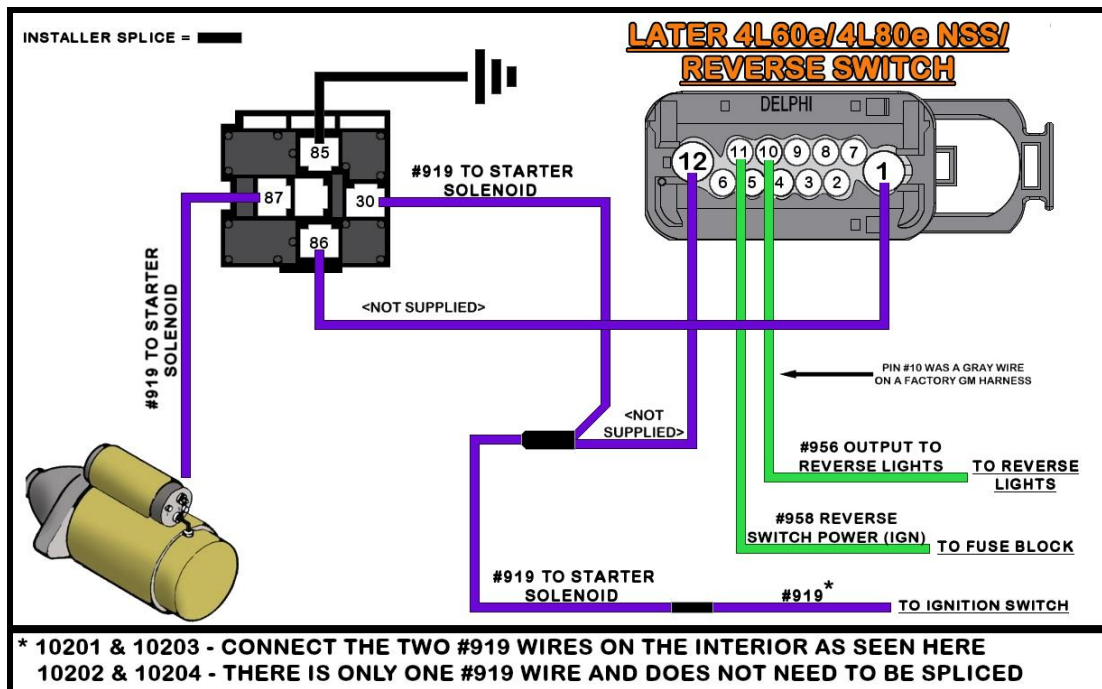 INSTALLER SPLICE =
LATER 4L60e/4L80e NSS/
REVERSE SWITCH
DELPHI
85
87
30
86
#919 TO STARTER
SOLENOID
12
11
10
9
8
7
1
6
5
4
3
2
#919 TO STARTER
SOLENOID
<NOT SUPPLIED>
PIN #10 WAS A GRAY WIRE
ON A FACTORY GM HARNESS
<NOT
SUPPLIED>
#956 OUTPUT TO
REVERSE LIGHTS
TO REVERSE
LIGHTS
#958 REVERSE
SWITCH POWER (IGN)
TO FUSE BLOCK
#919 TO STARTER
SOLENOID
#919*
TO IGNITION SWITCH
* 10201 & 10203 - CONNECT THE TWO #919 WIRES ON THE INTERIOR AS SEEN HERE
10202 & 10204 - THERE IS ONLY ONE #919 WIRE AND DOES NOT NEED TO BE SPLICED